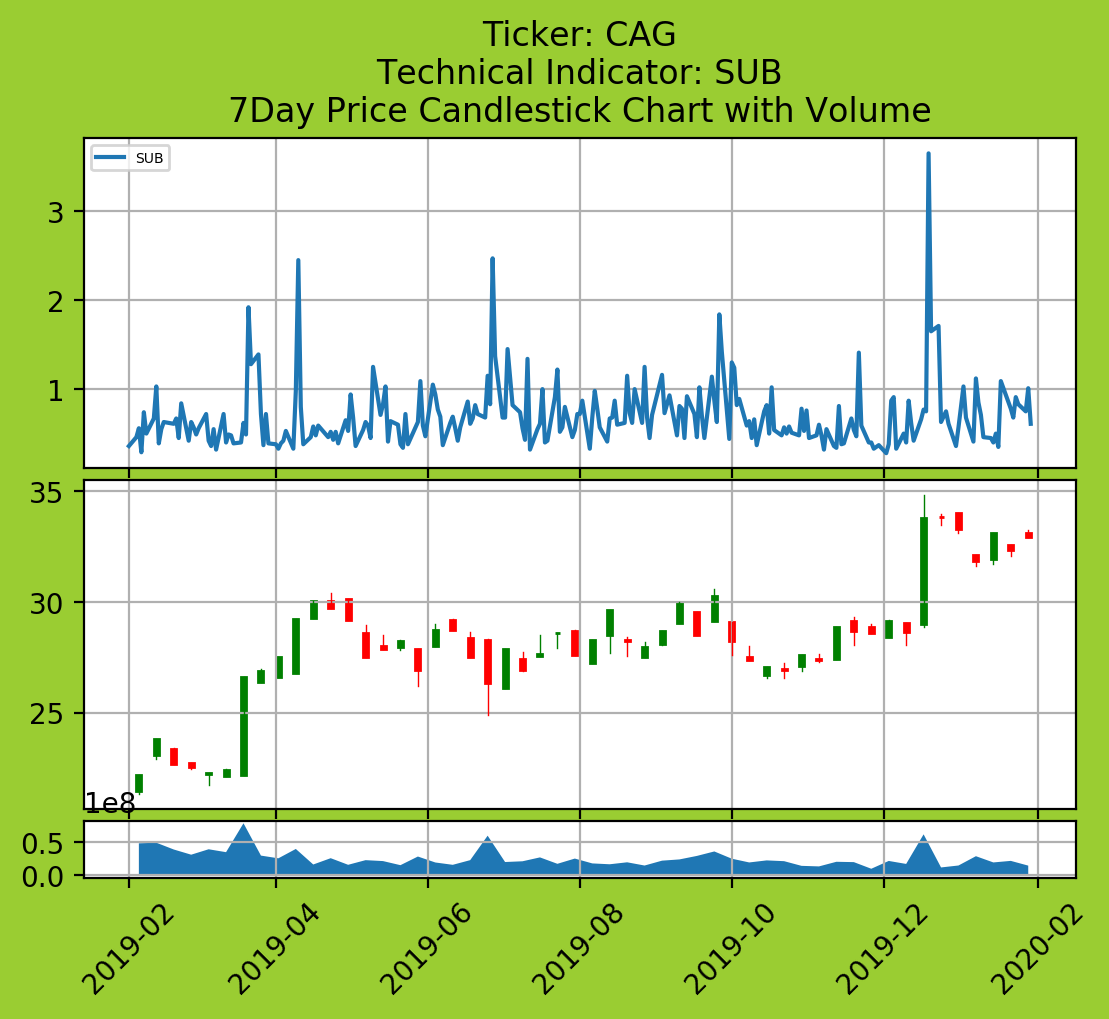 Ticker: CAG
Technical Indicator: SUB
7Day Price Candlestick Chart with Volume
SUB
3
2
1
35
30
25
1e8
0.5
0.0
2019-02 2019-04 2019-06 2019-08 2019-10 2019-12 2020-02